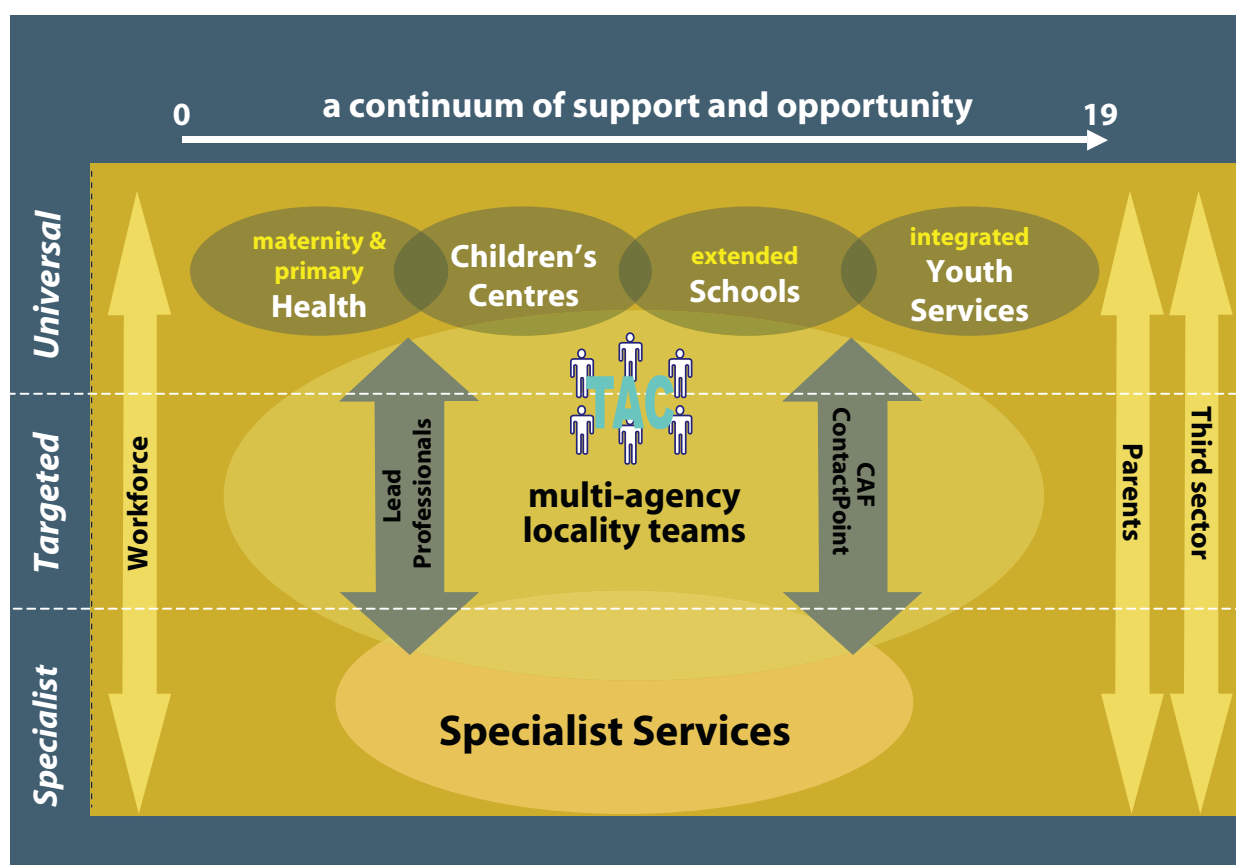 a continuum of support and opportunity
0
19
Universal
Targeted
Specialist
Workforce
maternity &
primary
Health
Children's
Centres
extended
Schools
integrated
Youth
Services
TAC
multi-agency
locality teams
Lead
Professionals
CAF
ContactPoint
Specialist Services
Parents
Third sector